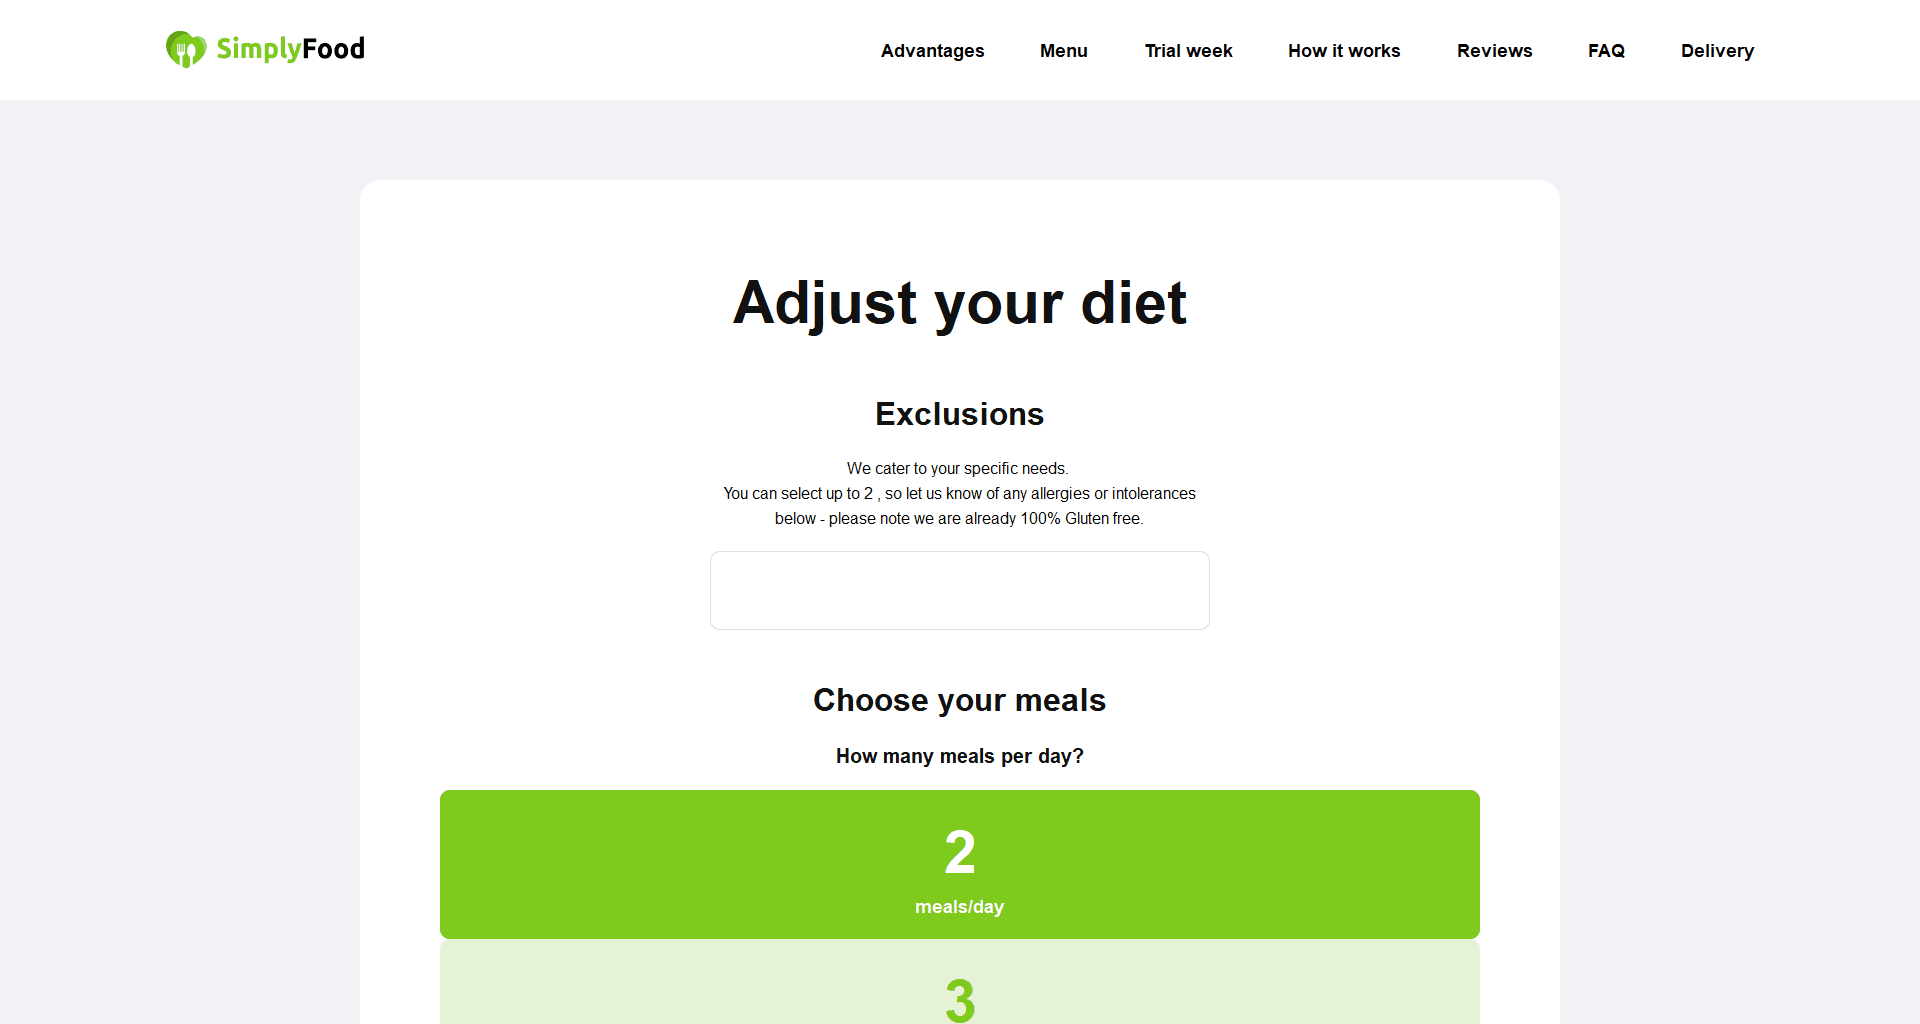 SimplyFood
Advantages
Menu
Trial week
How it works
Reviews
FAQ
Delivery
Adjust your diet
Exclusions
We cater to your specific needs.
You can select up to 2 , so let us know of any allergies or intolerances
below - please note we are already 100% Gluten free.
Choose your meals
How many meals per day?
2
meals/day
3